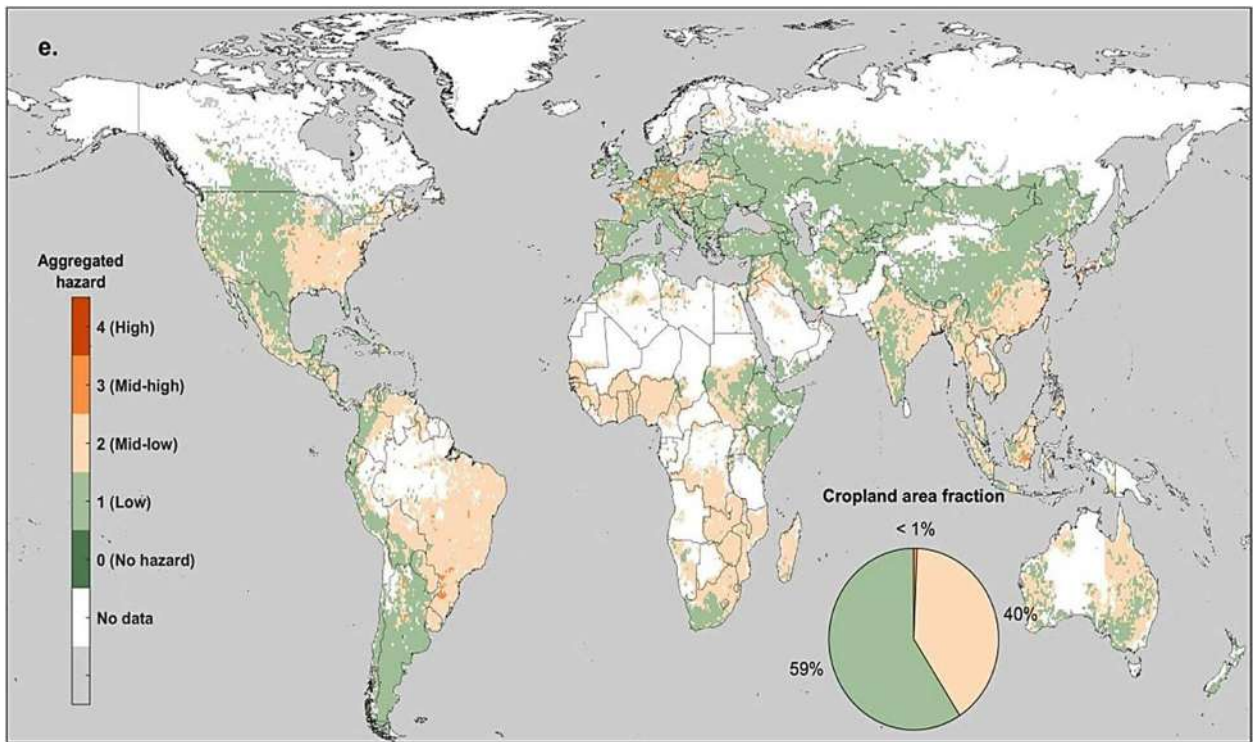 e.
Aggregated
hazard
4 (High)
3 (Mid-high)
2 (Mid-low)
1 (Low)
0 (No hazard)
No data
Cropland area fraction
< 1%
40%
59%